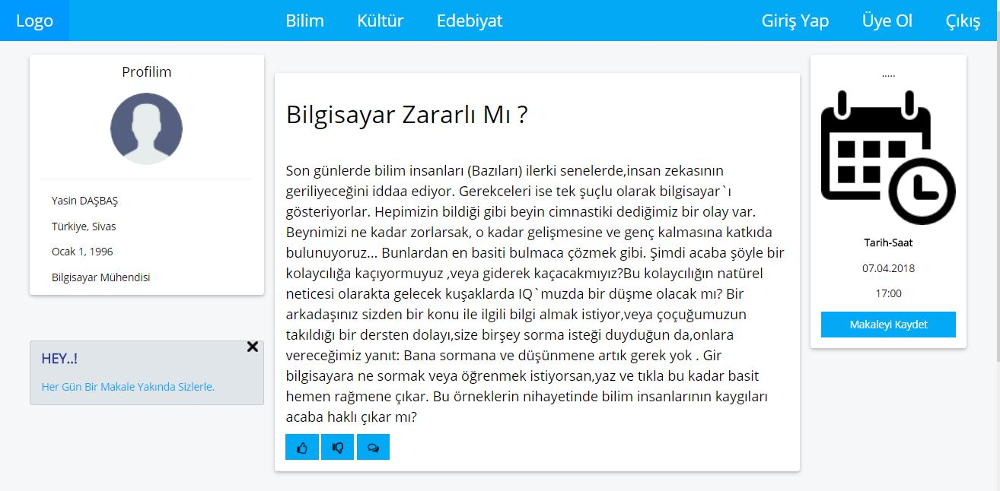 Logo
Bilim
Kültür
Edebiyat
Giriş Yap
Üye Ol
Çıkış
Profilim
Yasin DAŞBAŞ
Türkiye, Sivas
Ocak 1, 1996
Bilgisayar Mühendisi
HEY..!
Her Gün Bir Makale Yakında Sizlerle.
Bilgisayar Zararlı Mı ?
Son günlerde bilim insanları (Bazıları) ilerki senelerde,insan zekasının
geriliyeceğini iddaa ediyor. Gerekceleri ise tek şuçlu olarak bilgisayar`ı
gösteriyorlar. Hepimizin bildiği gibi beyin cimnastiki dediğimiz bir olay var.
Beynimizi ne kadar zorlarsak, o kadar gelişmesine ve genç kalmasına katkıda
bulunuyoruz... Bunlardan en basiti bulmaca çözmek gibi. Şimdi acaba şöyle bir
kolaycılığa kaçıyormuyuz ,veya giderek kaçacakmıyız?Bu kolaycılığın natürel
neticesi olarakta gelecek kuşaklarda IQ`muzda bir düşme olacak mı? Bir
arkadaşınız sizden bir konu ile ilgili bilgi almak istiyor,veya çoçuğumuzun
takıldığı bir dersten dolayı,size birşey sorma isteği duyduğun da,onlara
vereceğimiz yanıt: Bana sormana ve düşünmene artık gerek yok . Gir
bilgisayara ne sormak veya öğrenmek istiyorsan,yaz ve tıkla bu kadar basit
hemen rağmene çıkar. Bu örneklerin nihayetinde bilim insanlarının kaygıları
acaba haklı çıkar mı?
.....
Tarih-Saat
07.04.2018
17:00
Makaleyi Kaydet